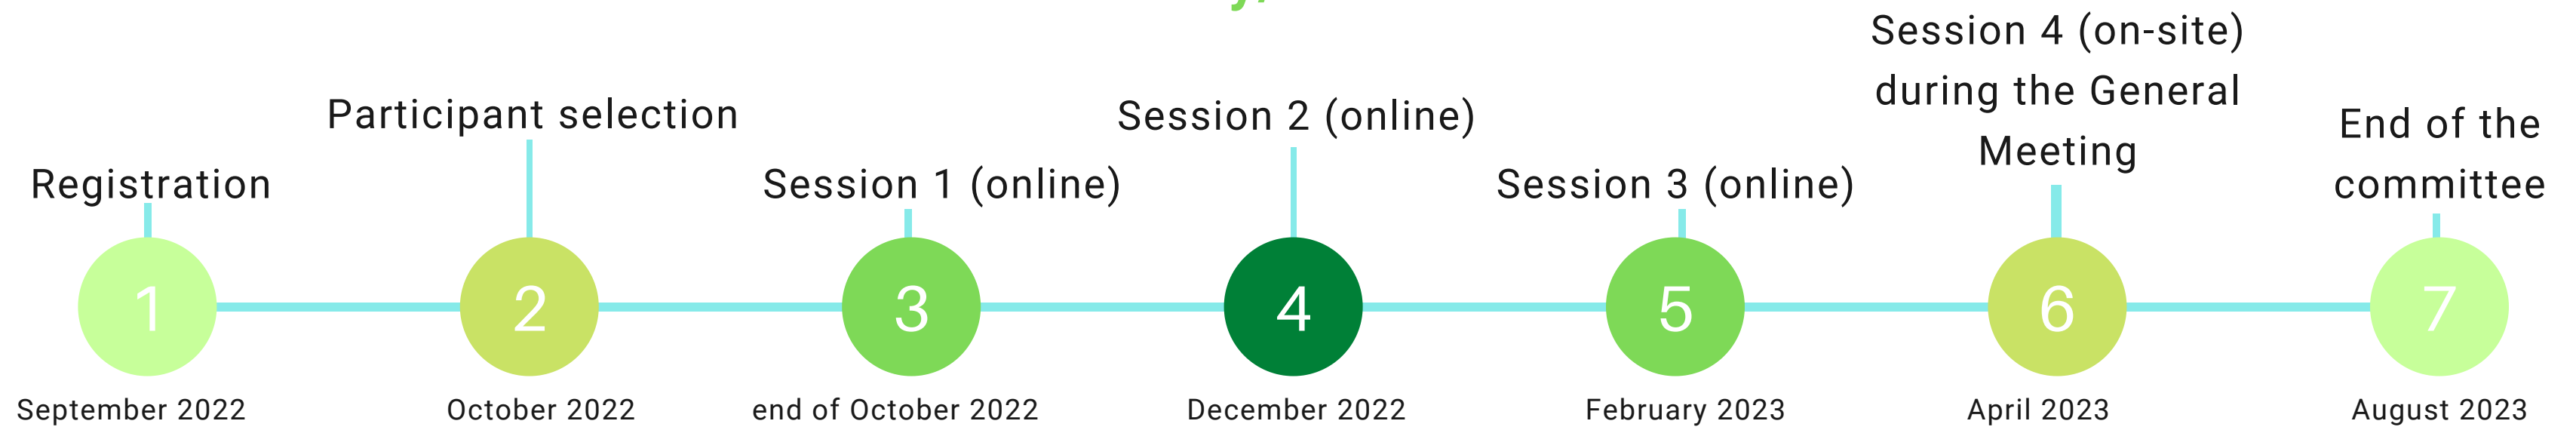 Registration
1
September 2022
Participant selection
2
October 2022
Session 1 (online)
3
end of October 2022
Session 2 (online)
4
December 2022
Session 3 (online)
5
February 2023
Session 4 (on-site)
during the General
Meeting
6
April 2023
End of the
committee
7
August 2023